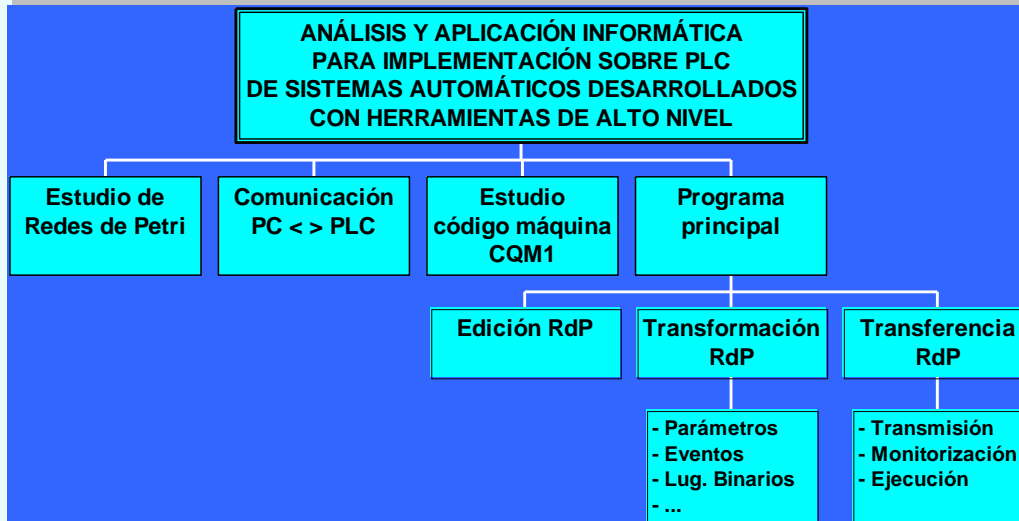 ANÁLISIS Y APLICACIÓN INFORMÁTICA
PARA IMPLEMENTACIÓN SOBRE PLC
DE SISTEMAS AUTOMÁTICOS DESARROLLADOS
CON HERRAMIENTAS DE ALTO NIVEL
Estudio de
Redes de Petri
Comunicación
PC < > PLC
Estudio
código máquina
CQM1
Programa
principal
Edición RdP
Transformación
RdP
Transferencia
RdP
- Parámetros
- Eventos
- Lug. Binarios
- ...
- Transmisión
- Monitorización
- Ejecución